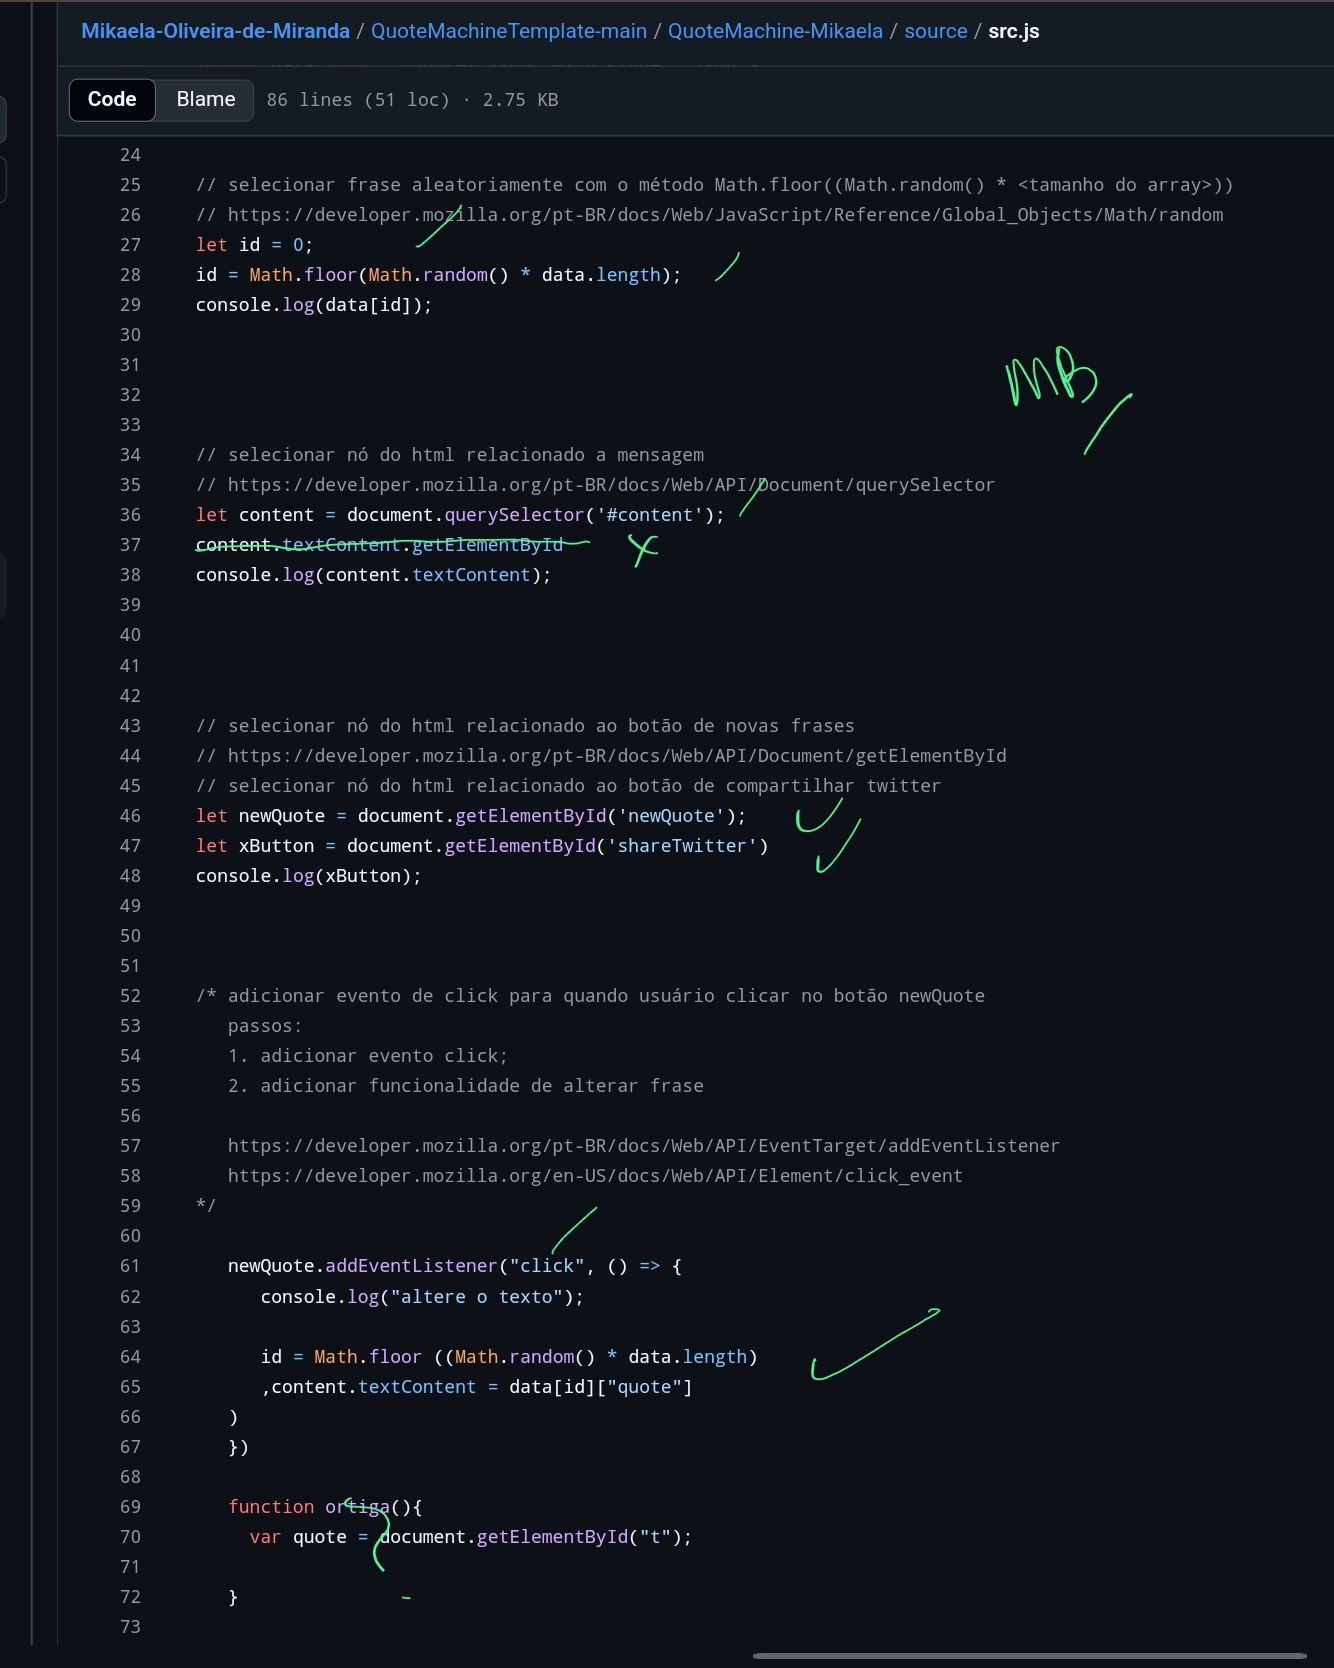 Mikaela-Oliveira-de-Miranda / QuoteMachineTemplate-main / QuoteMachine-Mikaela / source / src.js
Code Blame 86 lines (51 loc) · 2.75 KB
24
25 // selecionar frase aleatoriamente com o método Math.floor((Math.random() * <tamanho do array>))
26 // https://developer.mozilla.org/pt-BR/docs/Web/JavaScript/Reference/Global_Objects/Math/random
27 let id = 0;
28 id = Math.floor(Math.random() * data.length);
29 console.log(data[id]);
30
31
MB
32
33
34 // selecionar nó do html relacionado a mensagem
35 // https://developer.mozilla.org/pt-BR/docs/Web/API/Document/querySelector
36 let content = document.querySelector('#content');
37 content.textContent.getElementById X
38 console.log(content.textContent);
39
40
41
42
43 // selecionar nó do html relacionado ao botão de novas frases
44 // https://developer.mozilla.org/pt-BR/docs/Web/API/Document/getElementById
45 // selecionar nó do html relacionado ao botão de compartilhar twitter
46 let newQuote = document.getElementById('newQuote');
47 let xButton = document.getElementById('shareTwitter')
48 console.log(xButton);
49
50
51
52 /* adicionar evento de click para quando usuário clicar no botão newQuote
53 passos:
54 1. adicionar evento click;
55 2. adicionar funcionalidade de alterar frase
56
57 https://developer.mozilla.org/pt-BR/docs/Web/API/EventTarget/addEventListener
58 https://developer.mozilla.org/en-US/docs/Web/API/Element/click_event
59 */
60
61 newQuote.addEventListener("click", () => {
62 console.log("altere o texto");
63
64 id = Math.floor ((Math.random() * data.length)
65 ,content.textContent = data[id]["quote"]
66 )
67 })
68
69 function ortiga(){
70 var quote = document.getElementById("t");
71
72 }
73